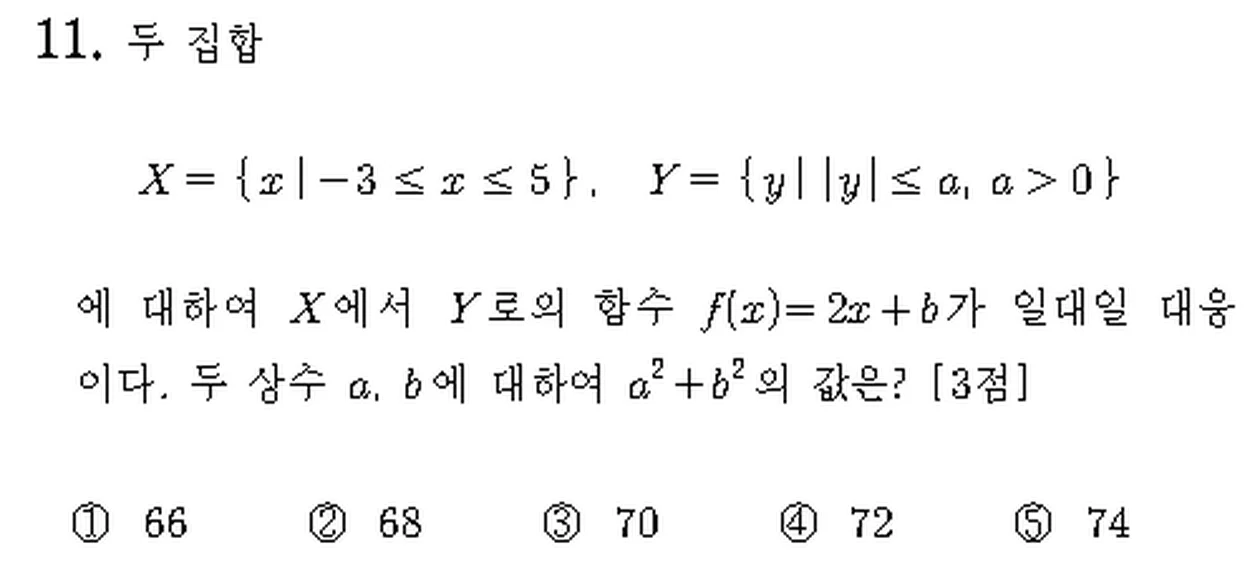 11. 두 집합
X = { x | −3 ≤ x ≤ 5 }, Y = { y | |y| ≤ a, a > 0 }
에 대하여 X에서 Y로의 함수 f(x) = 2x + b가 일대일 대응
이다. 두 상수 a, b에 대하여 a² + b²의 값은? [3점]
① 66 ② 68 ③ 70 ④ 72 ⑤ 74